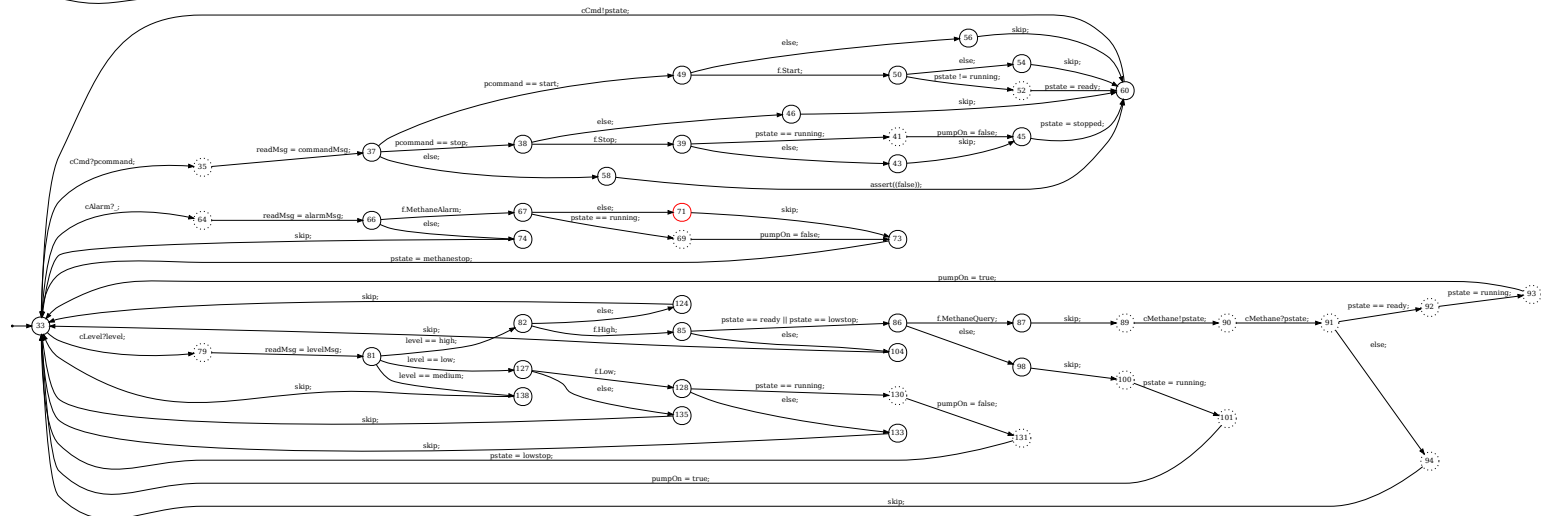 cCmd!pstate;
56
skip;
else;
49
f.Start;
50
else;
54
skip;
pstate != running;
52
pstate = ready;
60
pcommand == start;
46
skip;
else;
cCmd?pcommand;
35
readMsg = commandMsg;
37
pcommand == stop;
38
f.Stop;
39
pstate == running;
41
pumpOn = false;
45
pstate = stopped;
else;
43
skip;
else;
58
assert((false));
cAlarm?_;
64
readMsg = alarmMsg;
66
f.MethaneAlarm;
67
else;
71
skip;
pstate == running;
69
pumpOn = false;
73
else;
74
skip;
pstate = methanestop;
pumpOn = true;
33
skip;
124
else;
82
f.High;
85
pstate == ready || pstate == lowstop;
86
f.MethaneQuery;
87
skip;
89
cMethane!pstate;
90
cMethane?pstate;
91
pstate == ready;
92
pstate = running;
93
skip;
else;
104
else;
98
skip;
100
pstate = running;
101
else;
94
cLevel?level;
79
readMsg = levelMsg;
81
level == high;
level == low;
127
f.Low;
128
pstate == running;
130
pumpOn = false;
131
level == medium;
138
skip;
else;
135
skip;
else;
133
skip;
pstate = lowstop;
pumpOn = true;
skip;